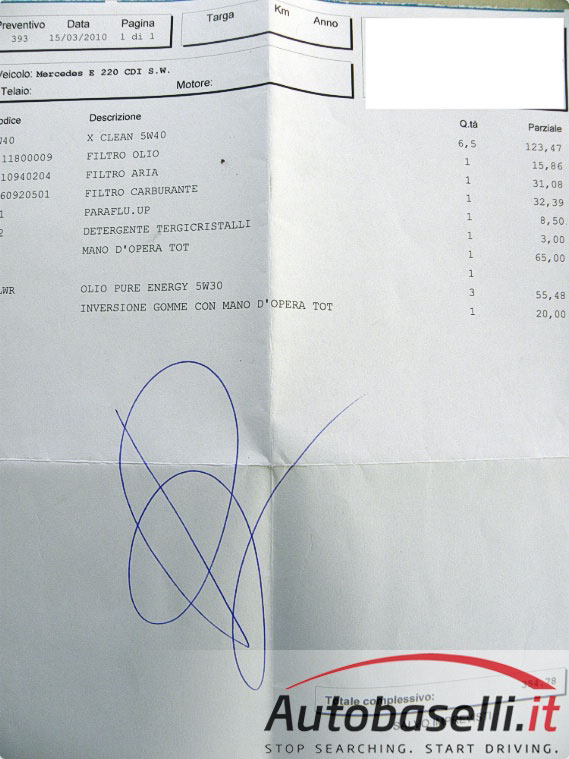 Preventivo Data Pagina
393 15/03/2010 1 di 1
Targa Km Anno
Veicolo: Mercedes E 220 CDI S.W.
Telaio: Motore:
odice Descrizione Q.tà Parziale
W40 X CLEAN 5W40 6,5 123,47
11800009 FILTRO OLIO 1 15,86
10940204 FILTRO ARIA 1 31,08
60920501 FILTRO CARBURANTE 1 32,39
1 PARAFLU.UP 1 8,50
2 DETERGENTE TERGICRISTALLI 1 3,00
MANO D'OPERA TOT 1 65,00
1
LWR OLIO PURE ENERGY 5W30 3 55,48
INVERSIONE GOMME CON MANO D'OPERA TOT 1 20,00
Totale complessivo:
Autobaselli.it
STOP SEARCHING. START DRIVING.